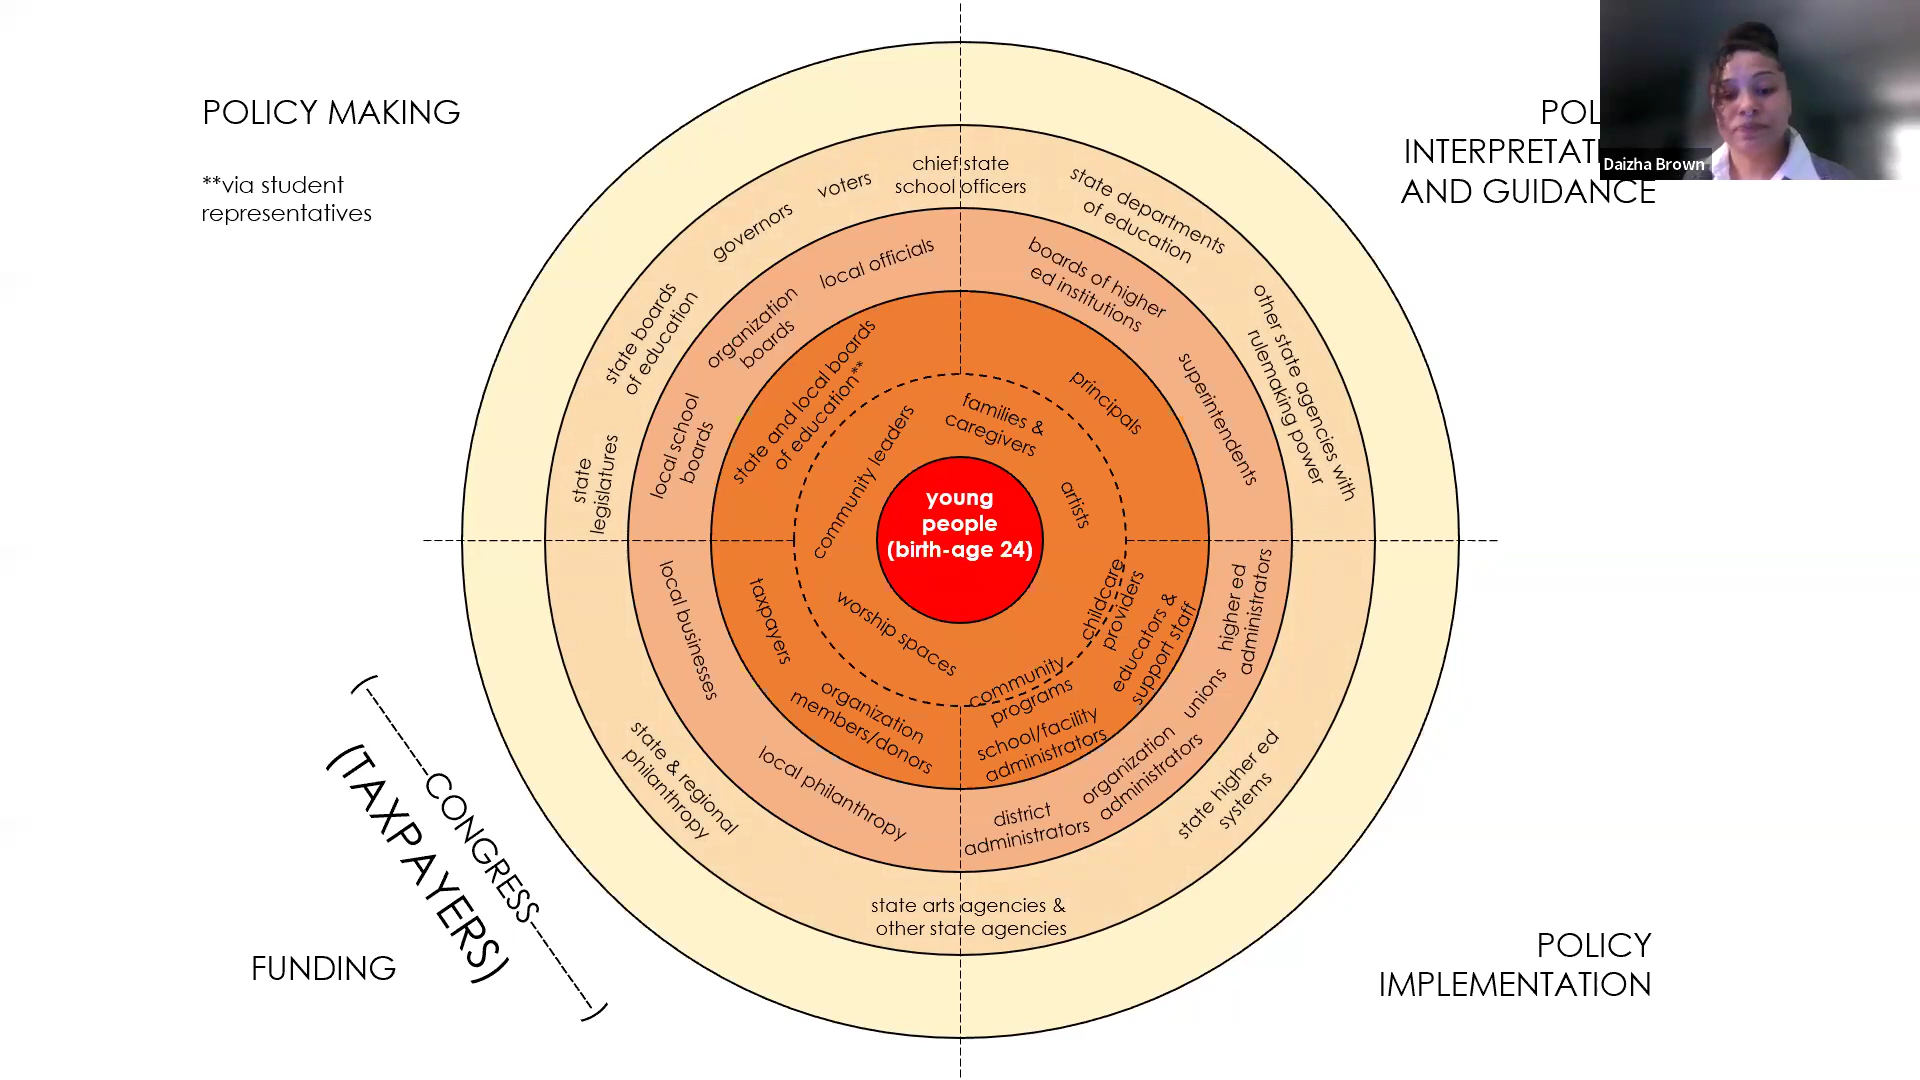 POLICY MAKING
**via student
representatives
POL
INTERPRETATI
AND GUIDANCE
Daizha Brown
chief state
school officers
voters
governors
state boards
of education
state
legislatures
state departments
of education
other state agencies with
rulemaking power
local officials
organization
boards
local school
boards
boards of higher
ed institutions
superintendents
state and local boards
of education**
principals
community leaders
families &
caregivers
artists
young
people
(birth-age 24)
worship spaces
childcare
providers
community
programs
taxpayers
organization
members/donors
educators &
support staff
school/facility
administrators
local businesses
local philanthropy
higher ed
administrators
unions
organization
administrators
district
administrators
state & regional
philanthropy
state higher ed
systems
state arts agencies &
other state agencies
CONGRESS
(TAXPAYERS)
FUNDING
POLICY
IMPLEMENTATION